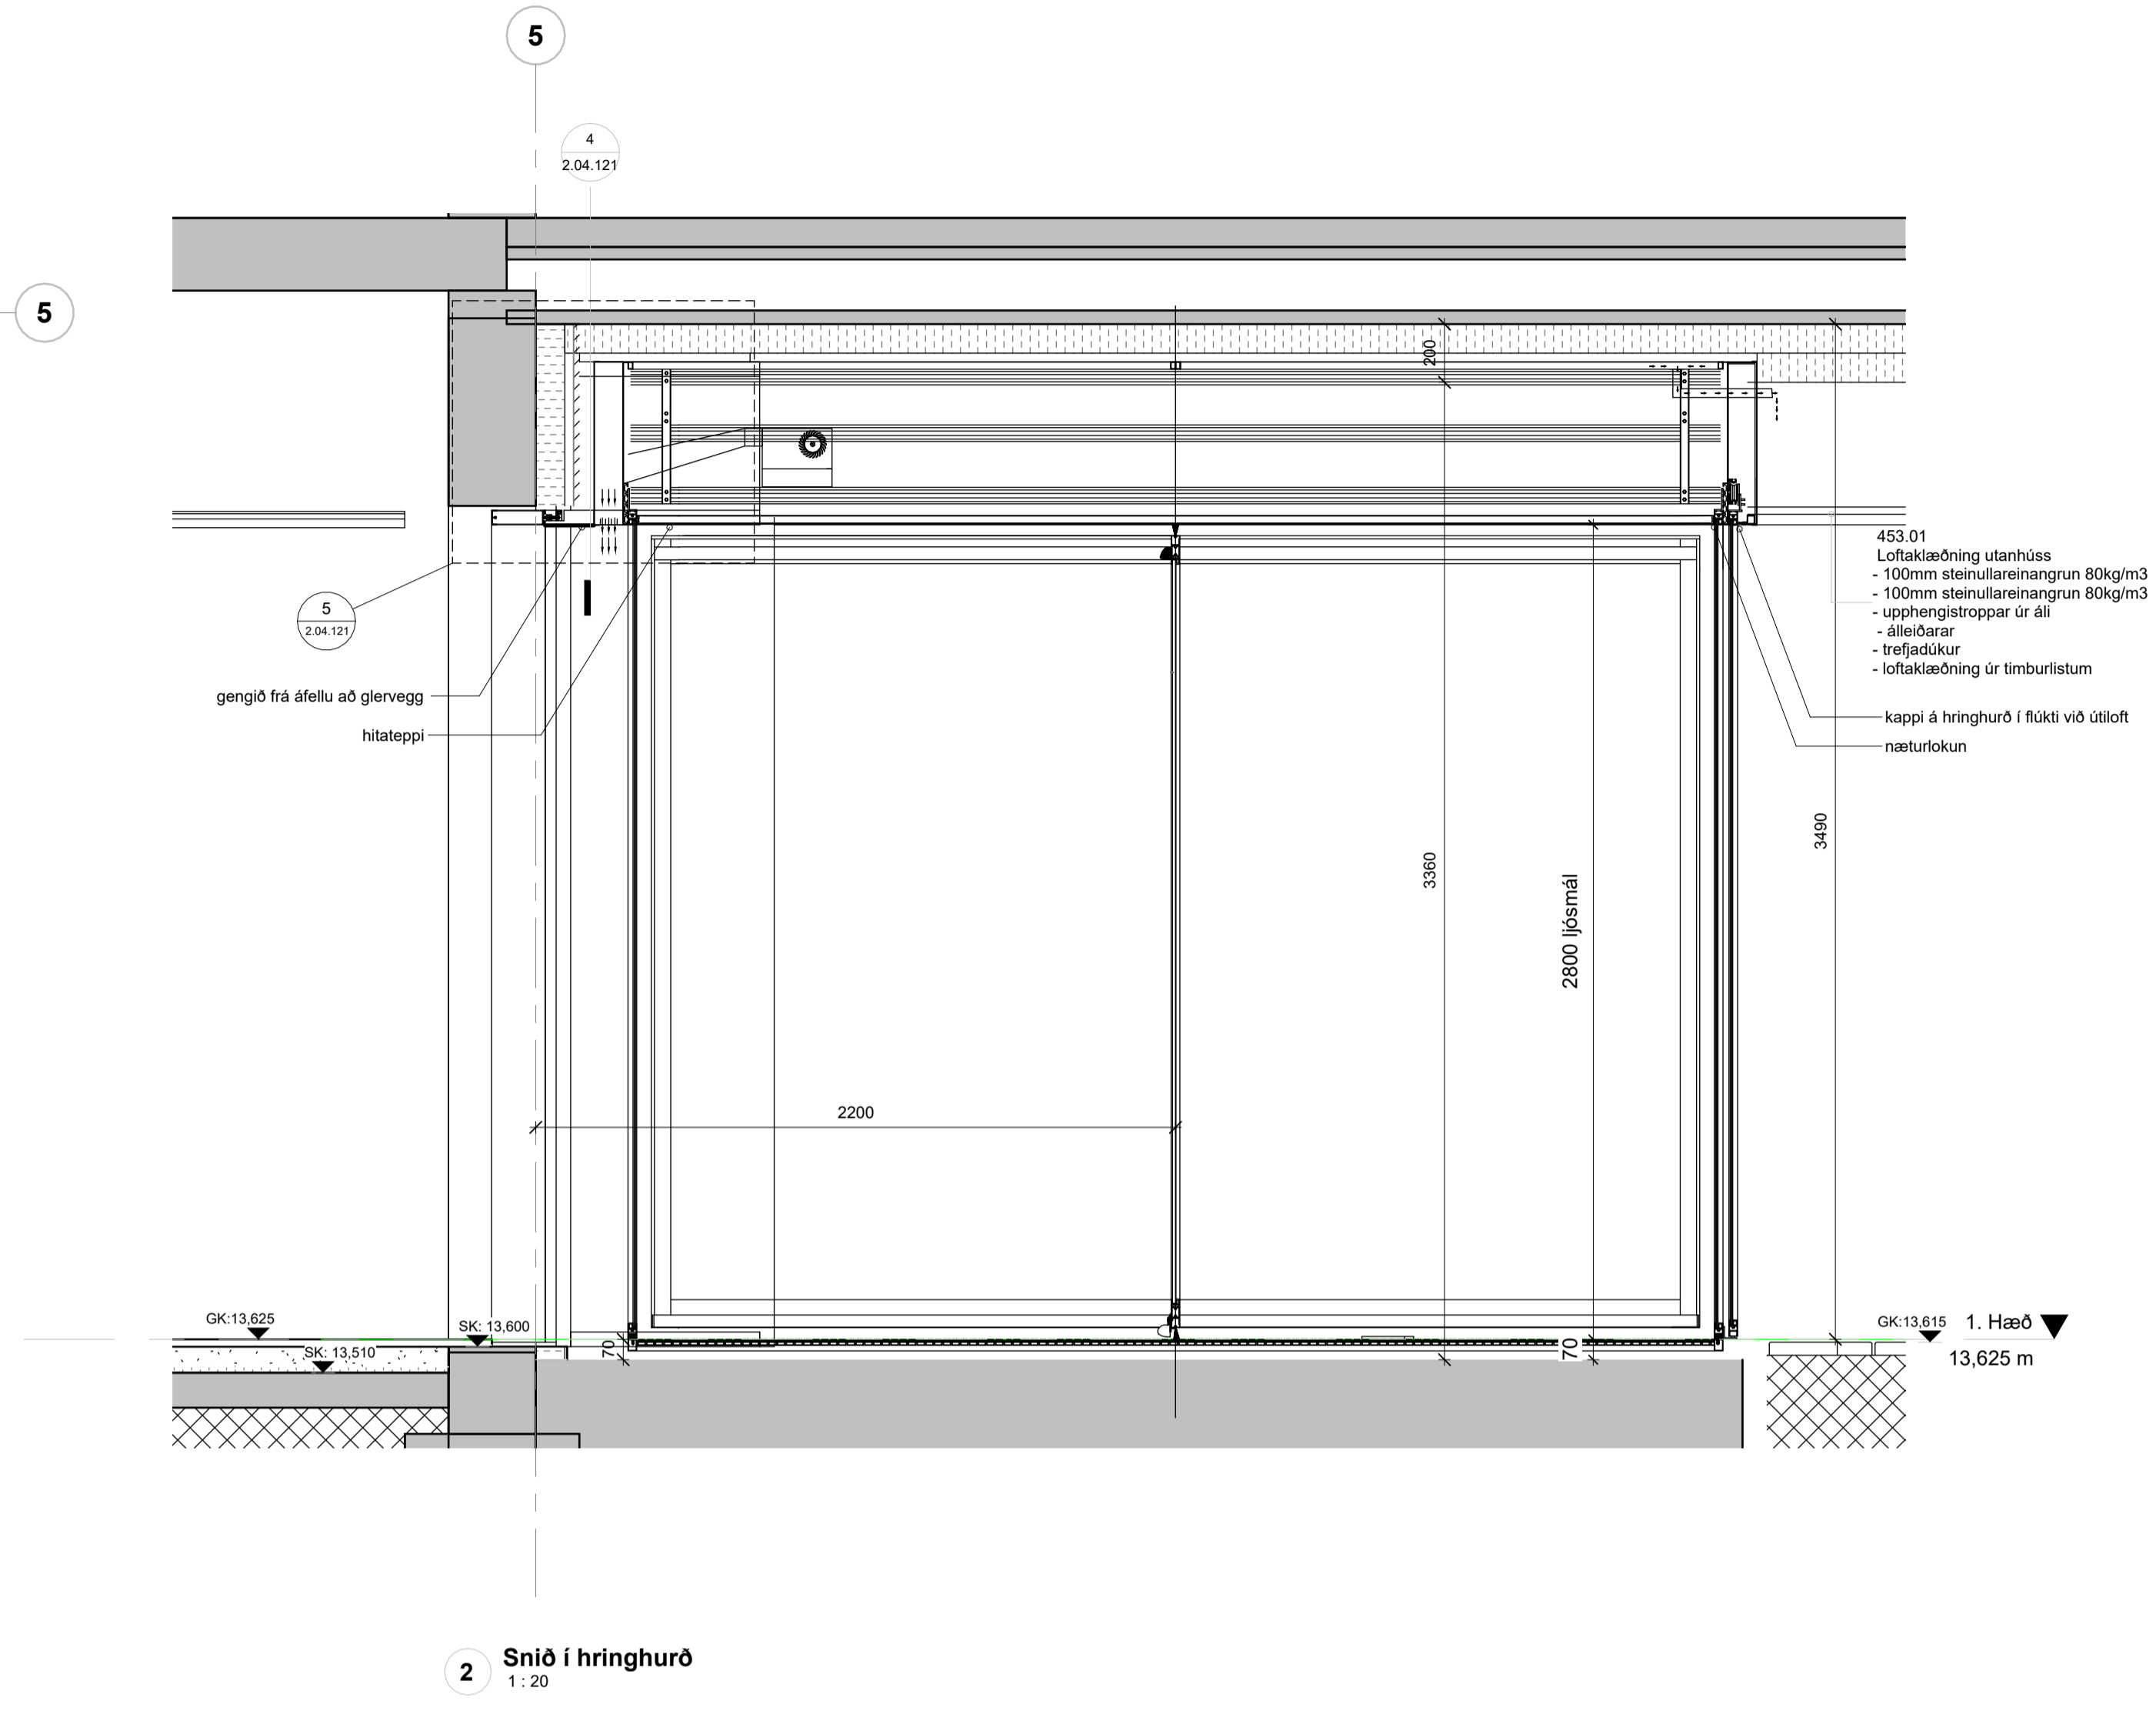 5
4
2.04.121
5
200
453.01
Loftaklæðning utanhúss
- 100mm steinullareinangrun 80kg/m3
- 100mm steinullareinangrun 80kg/m3
- upphengistroppar úr áli
- álleiðarar
- trefjadúkur
- loftaklæðning úr timburlistum
5
2.04.121
gengið frá áfellu að glervegg
hitateppi
kappi á hringhurð í flúkti við útiloft
næturlokun
3490
3360
2800 ljósmál
2200
GK:13,625
SK: 13,600
SK: 13,510
70
70
GK:13,615
1. Hæð
13,625 m
2
Snið í hringhurð
1 : 20